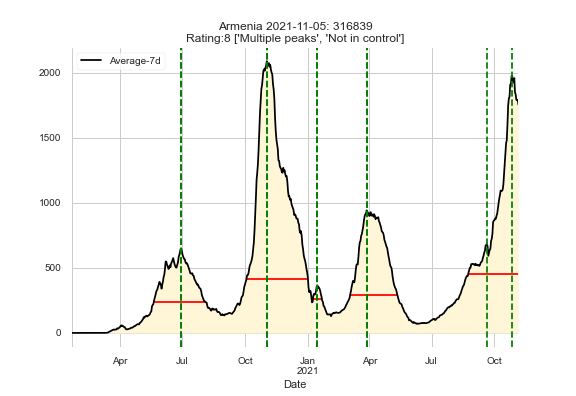 Armenia 2021-11-05: 316839
Rating:8 ['Multiple peaks', 'Not in control']
Average-7d
2000
1500
1000
500
0
Apr Jul Oct Jan Apr Jul Oct
2021
Date